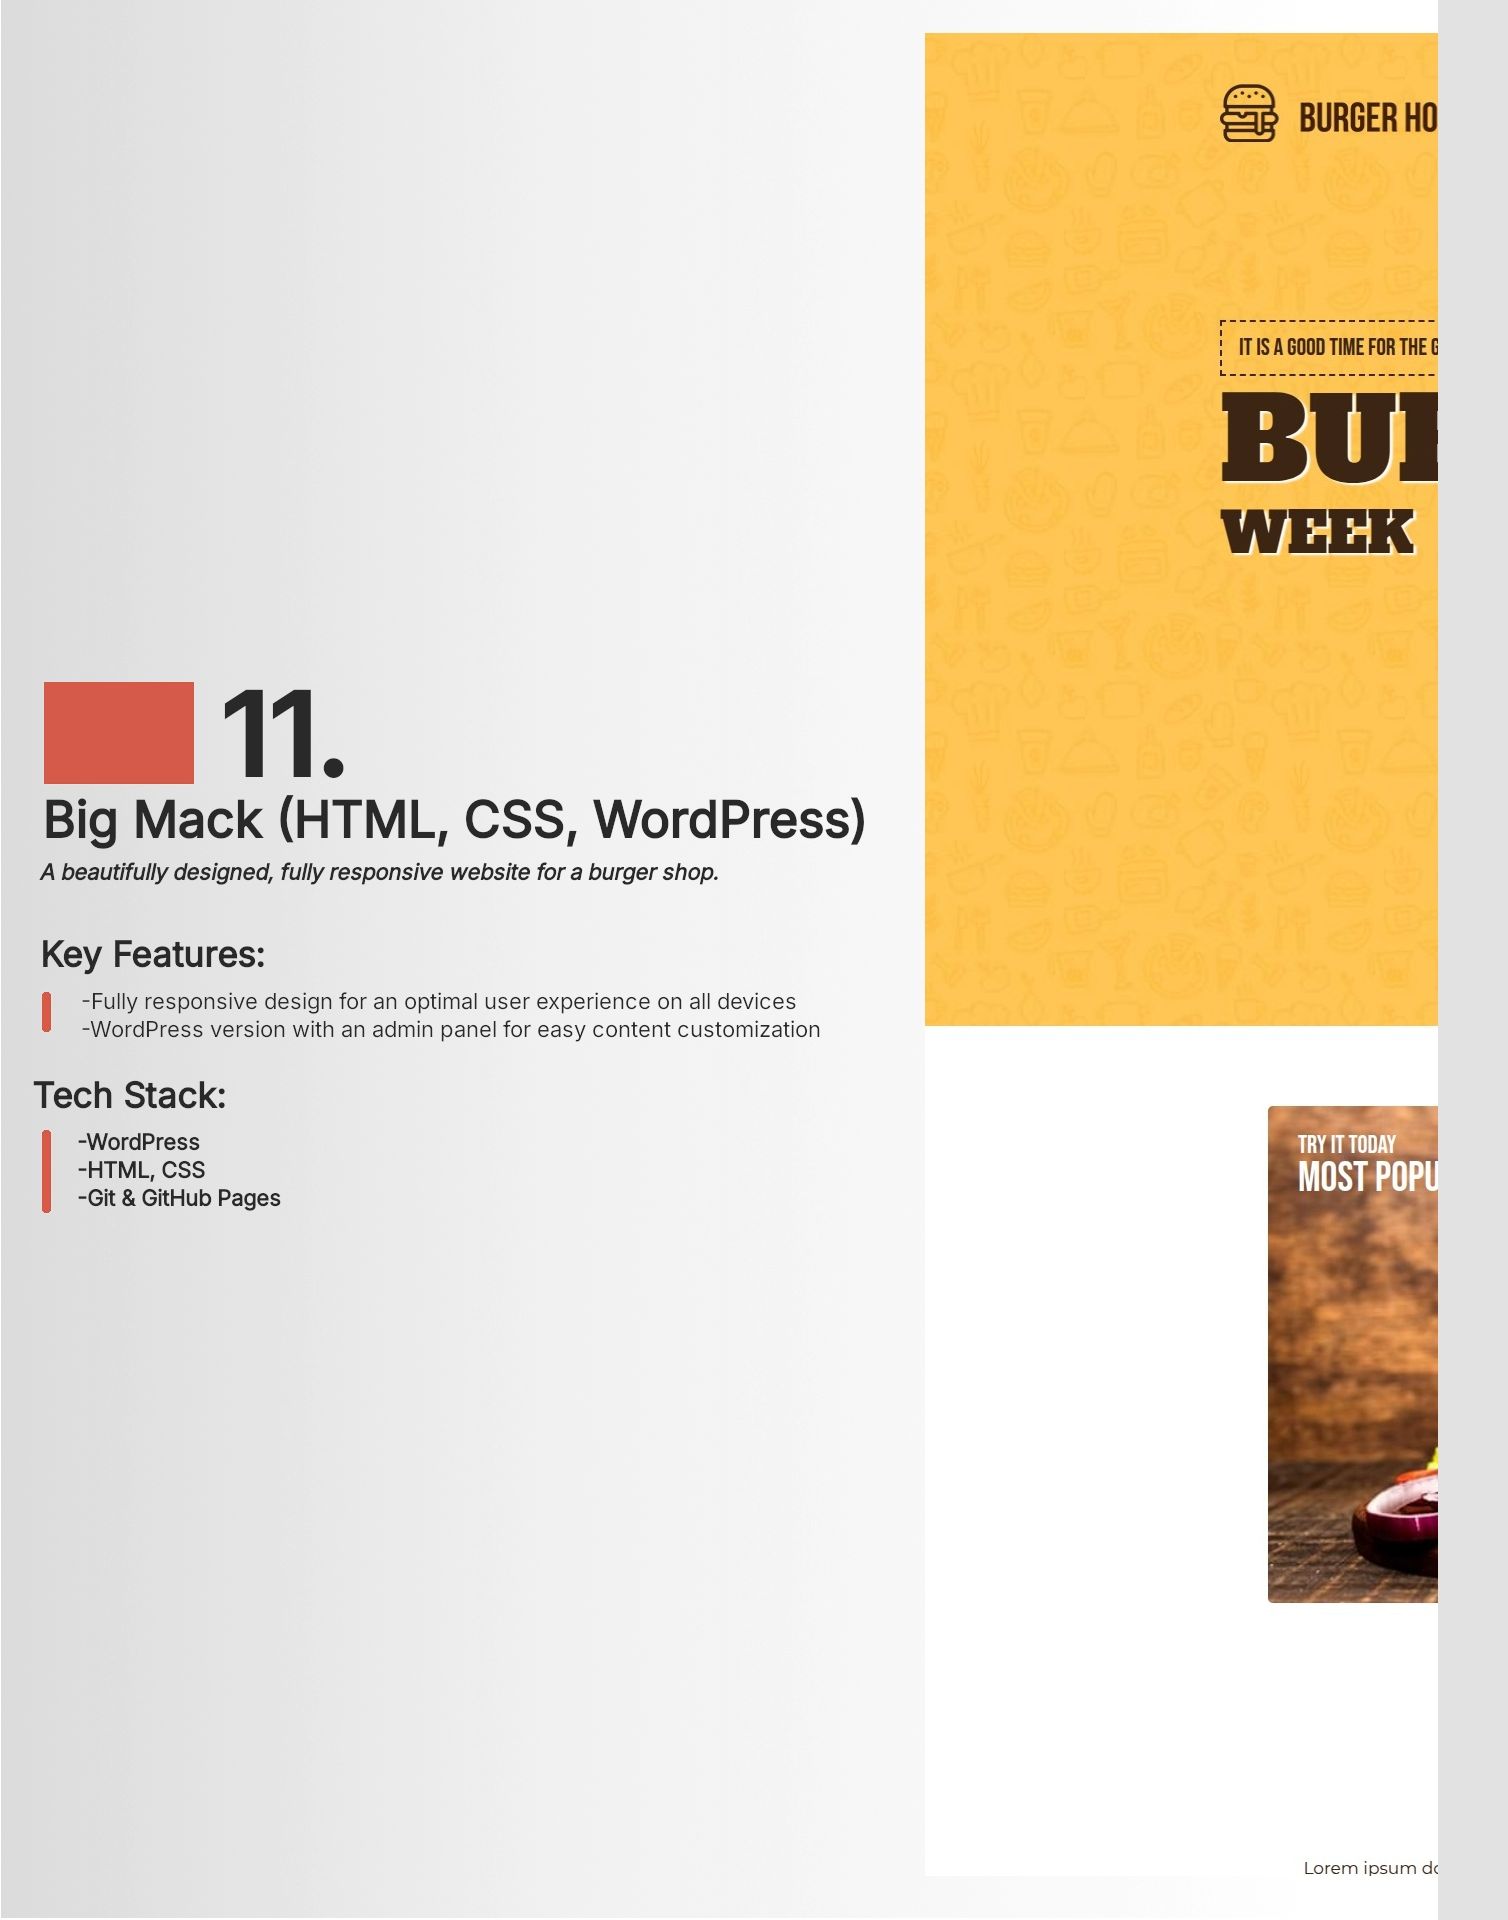 11.
Big Mack (HTML, CSS, WordPress)
A beautifully designed, fully responsive website for a burger shop.
Key Features:
-Fully responsive design for an optimal user experience on all devices
-WordPress version with an admin panel for easy content customization
Tech Stack:
-WordPress
-HTML, CSS
-Git & GitHub Pages
BURGER HO
IT IS A GOOD TIME FOR THE G
BUR
WEEK
TRY IT TODAY
MOST POPU
Lorem ipsum do